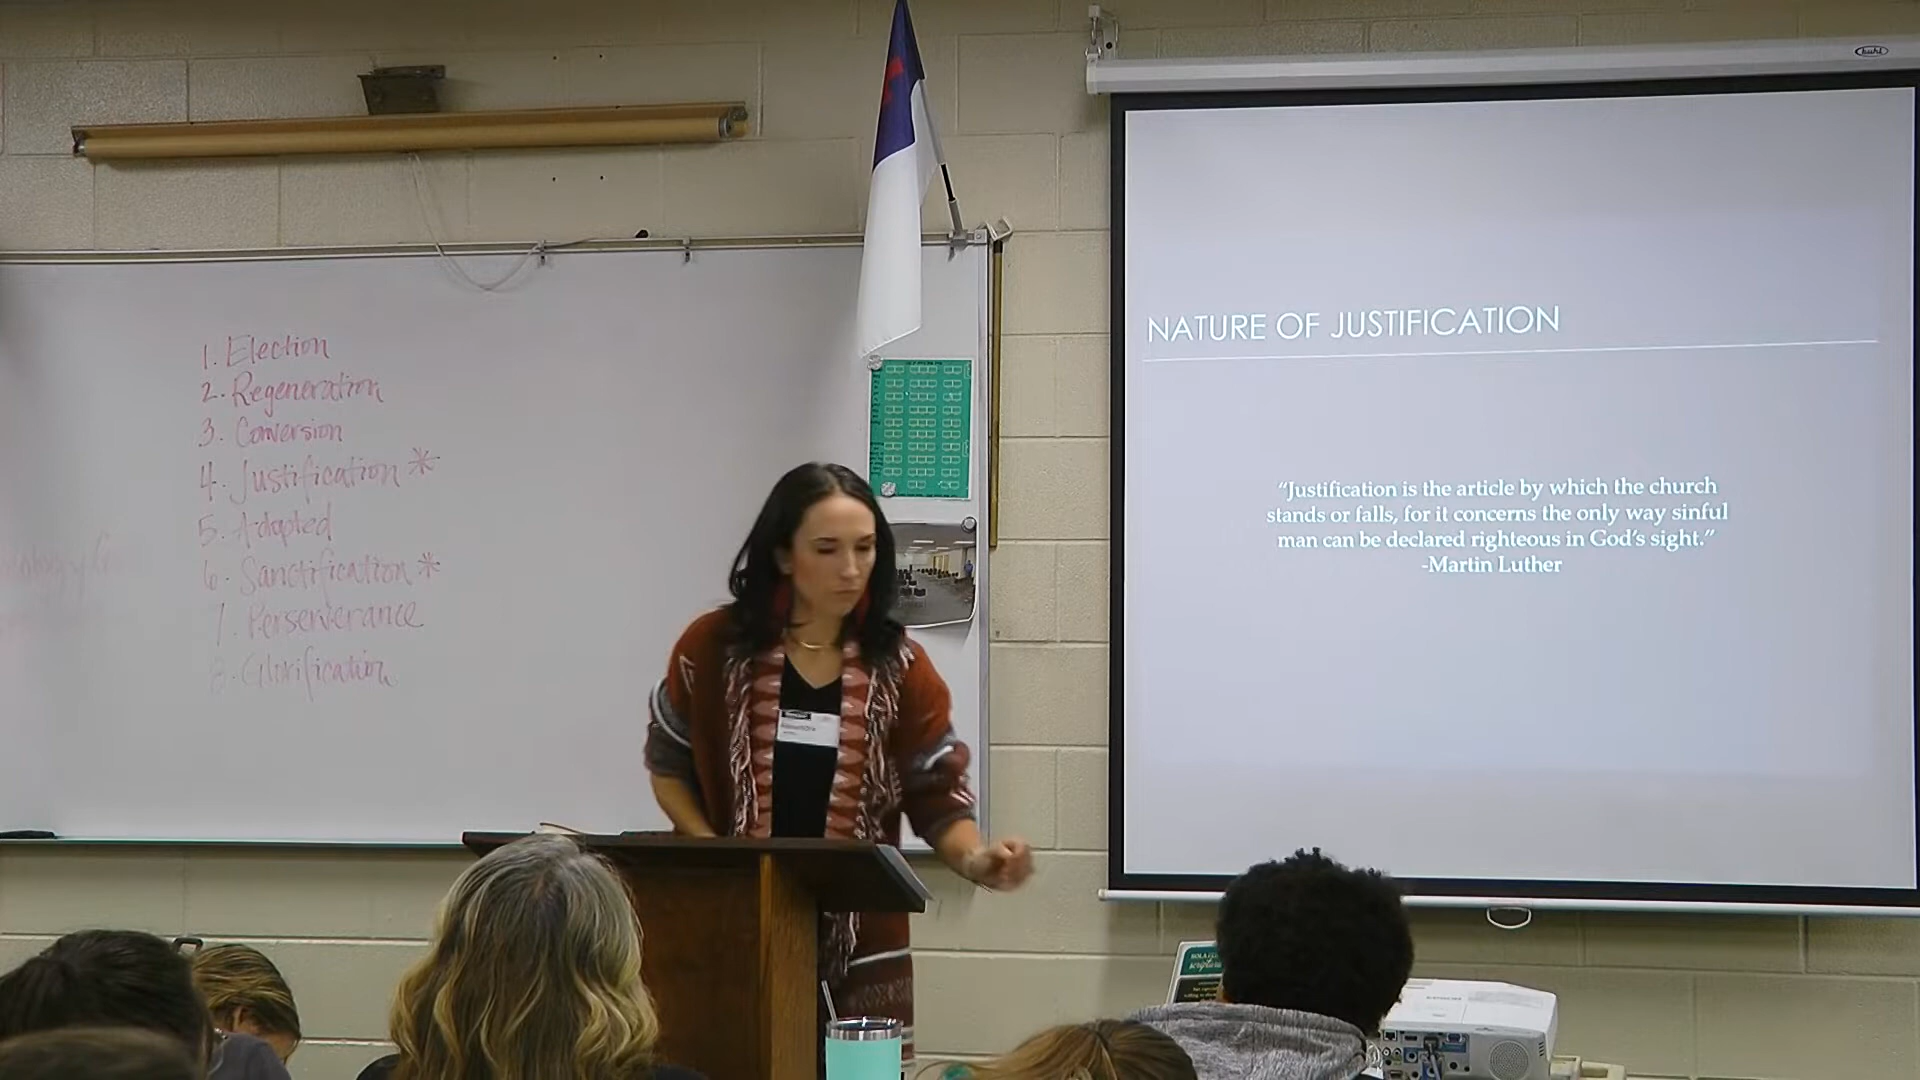 buhl
1. Election
2. Regeneration
3. Conversion
4. Justification *
5. Adopted
6. Sanctification *
7. Perserverance
8. Glorification
NATURE OF JUSTIFICATION
“Justification is the article by which the church
stands or falls, for it concerns the only way sinful
man can be declared righteous in God’s sight.”
-Martin Luther